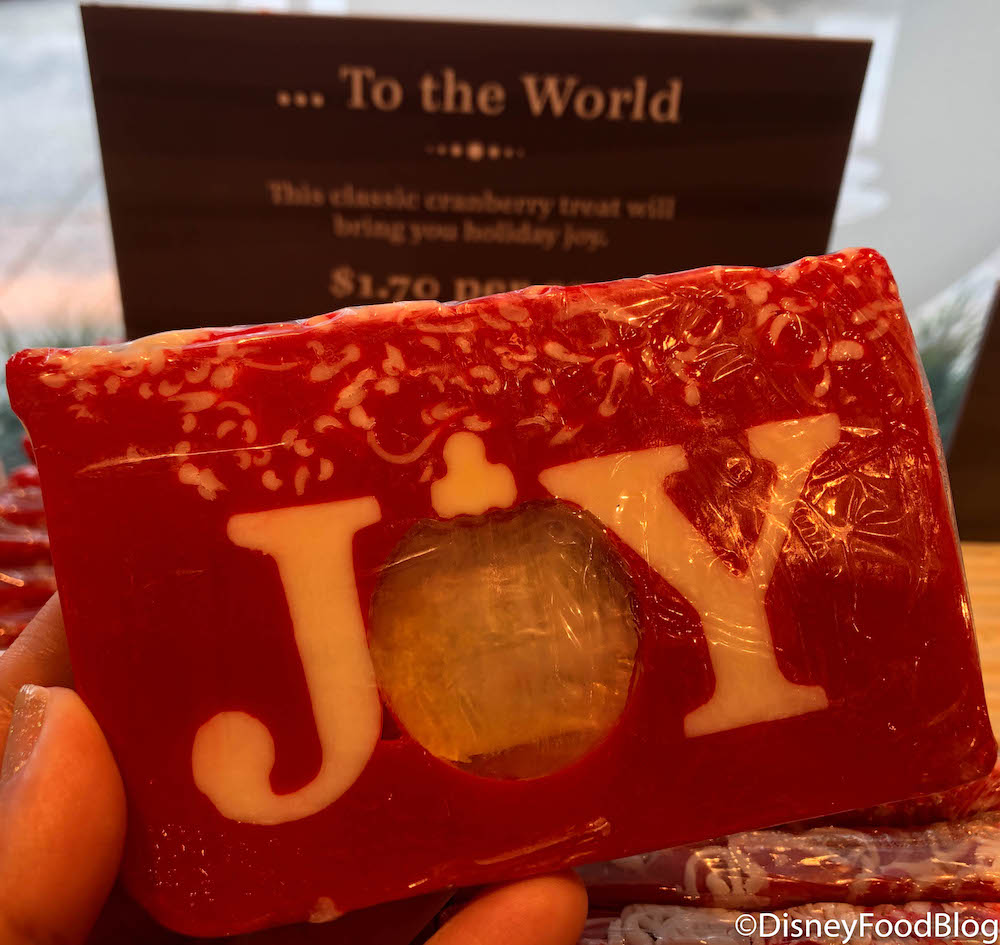 ... To the World
This classic cranberry treat will
bring you holiday joy.
$1.70 per
JOY
©DisneyFoodBlog